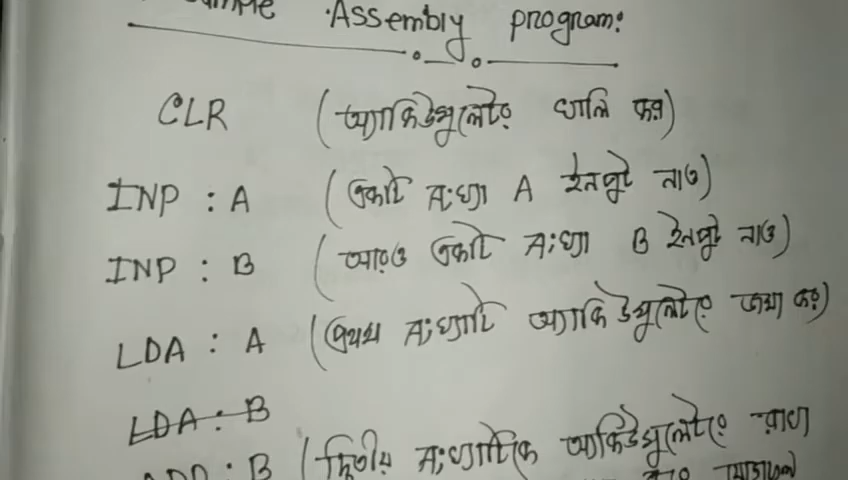 Assembly program:
CLR (অ্যাকিউমুলেটর খালি কর)
INP : A (একটি সংখ্যা A ইনপুট নাও)
INP : B (আরও একটি সংখ্যা B ইনপুট নাও)
LDA : A (প্রথম সংখ্যাটি অ্যাকিউমুলেটরে জমা কর)
LDA : B
ADD : B (দ্বিতীয় সংখ্যাটিকে অ্যাকিউমুলেটরে রাখা